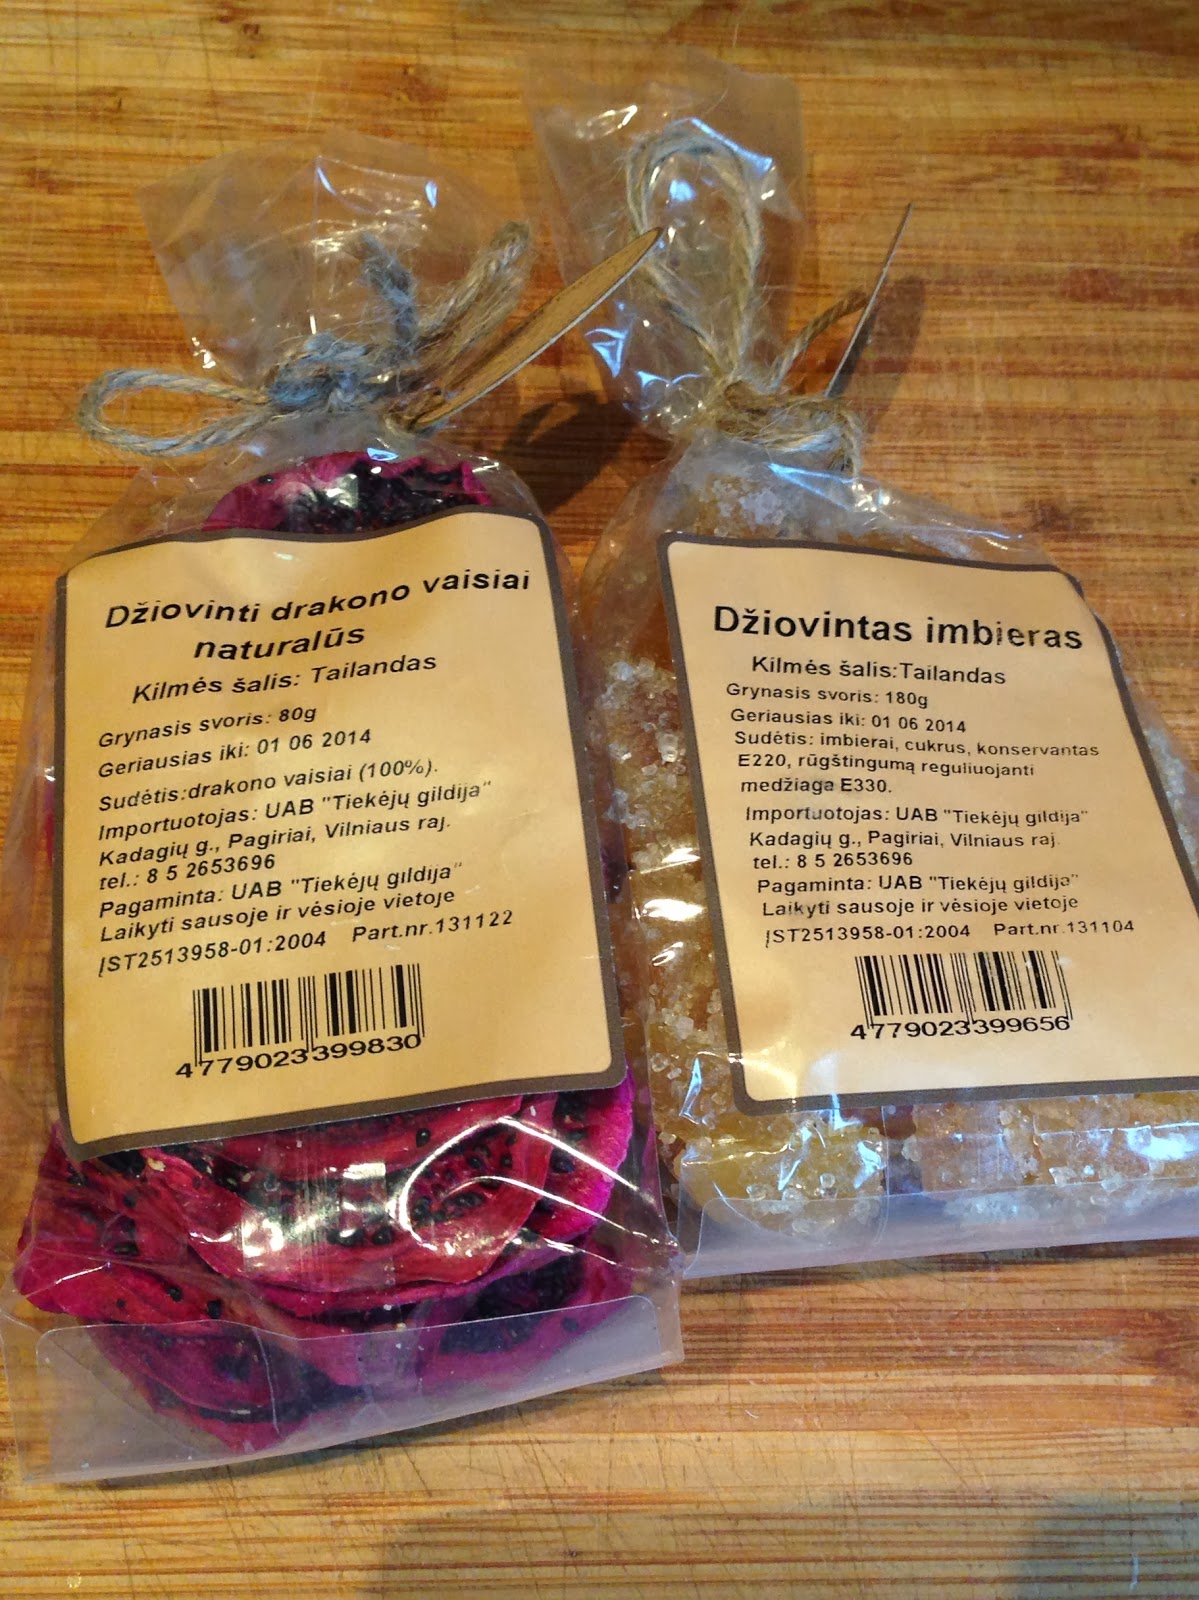 Džiovinti drakono vaisiai
naturalūs
Kilmės šalis: Tailandas
Grynasis svoris: 80g
Geriausias iki: 01 06 2014
Sudėtis:drakono vaisiai (100%).
Importuotojas: UAB "Tiekėjų gildija"
Kadagių g., Pagiriai, Vilniaus raj.
tel.: 8 5 2653696
Pagaminta: UAB "Tiekėjų gildija"
Laikyti sausoje ir vėsioje vietoje
ĮST2513958-01:2004 Part.nr.131122
4779023399830
Džiovintas imbieras
Kilmės šalis:Tailandas
Grynasis svoris: 180g
Geriausias iki: 01 06 2014
Sudėtis: imbierai, cukrus, konservantas
E220, rūgštingumą reguliuojanti
medžiaga E330.
Importuotojas: UAB "Tiekėjų gildija"
Kadagių g., Pagiriai, Vilniaus raj.
tel.: 8 5 2653696
Pagaminta: UAB "Tiekėjų gildija"
Laikyti sausoje ir vėsioje vietoje
ĮST2513958-01:2004 Part.nr.131104
4779023399656